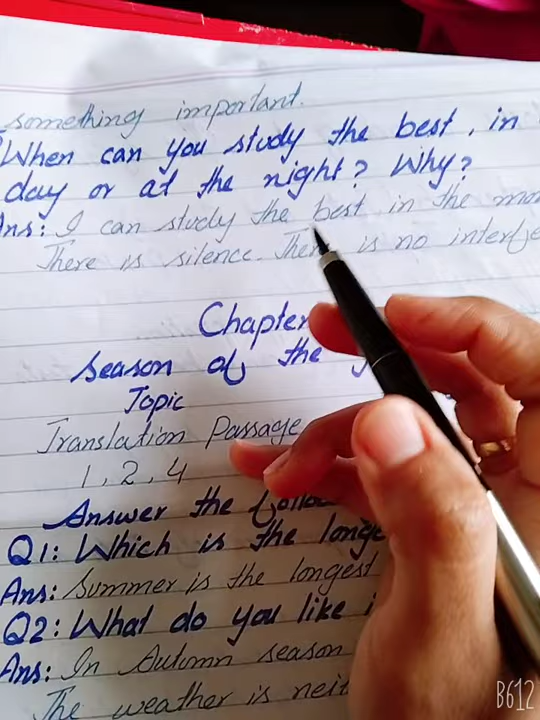 something important.
When can you study the best, in
day or at the night? Why?
Ans: I can study the best in the
There is silence. There is no
Chapter
Season of the
Topic
Translation Passage
1, 2, 4
Answer the
Q1: Which is the
Ans: Summer is the longest
Q2: What do you like
Ans: In Autumn season
The weather is
B612